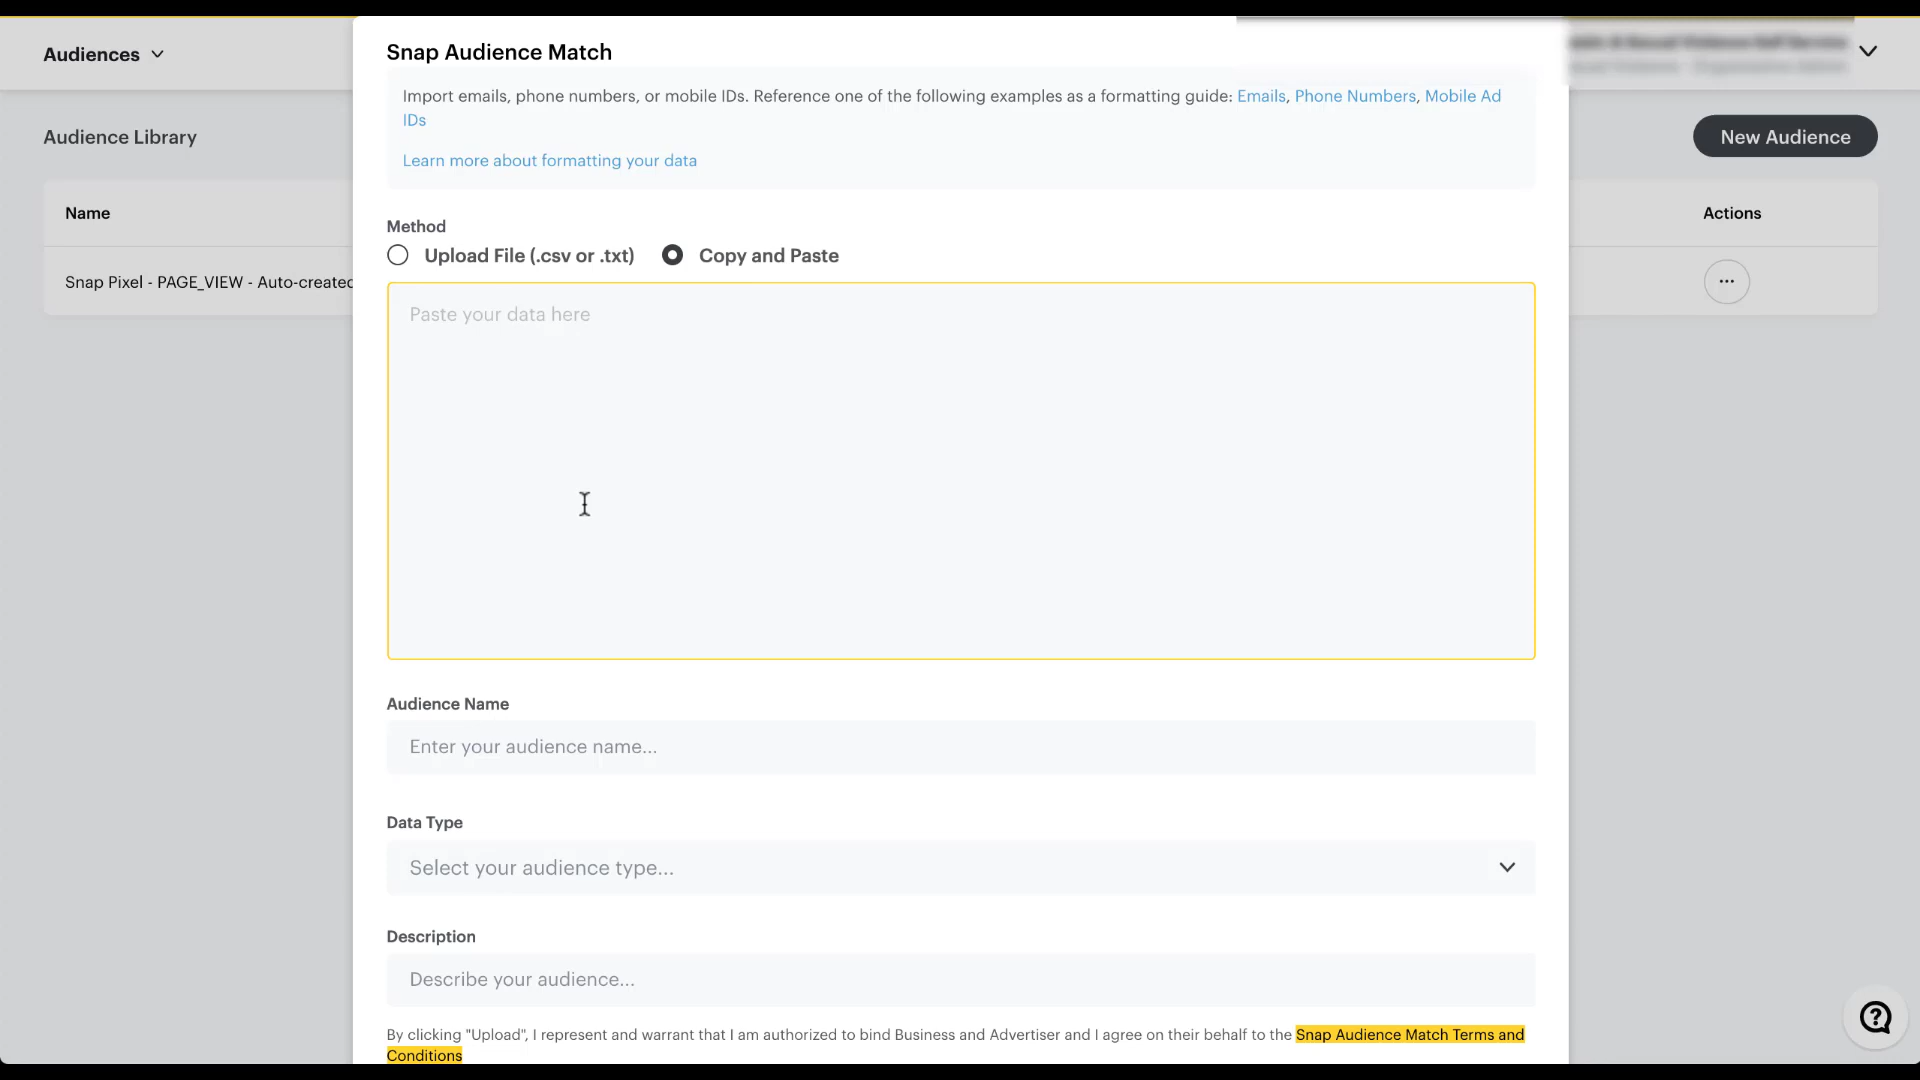 Audiences
Snap Audience Match
Import emails, phone numbers, or mobile IDs. Reference one of the following examples as a formatting guide: Emails, Phone Numbers, Mobile Ad
IDs
Learn more about formatting your data
Audience Library
New Audience
Name
Actions
Snap Pixel - PAGE_VIEW - Auto-created
...
Method
Upload File (.csv or .txt)
Copy and Paste
Paste your data here
Audience Name
Enter your audience name...
Data Type
Select your audience type...
Description
Describe your audience...
By clicking "Upload", I represent and warrant that I am authorized to bind Business and Advertiser and I agree on their behalf to the Snap Audience Match Terms and
Conditions